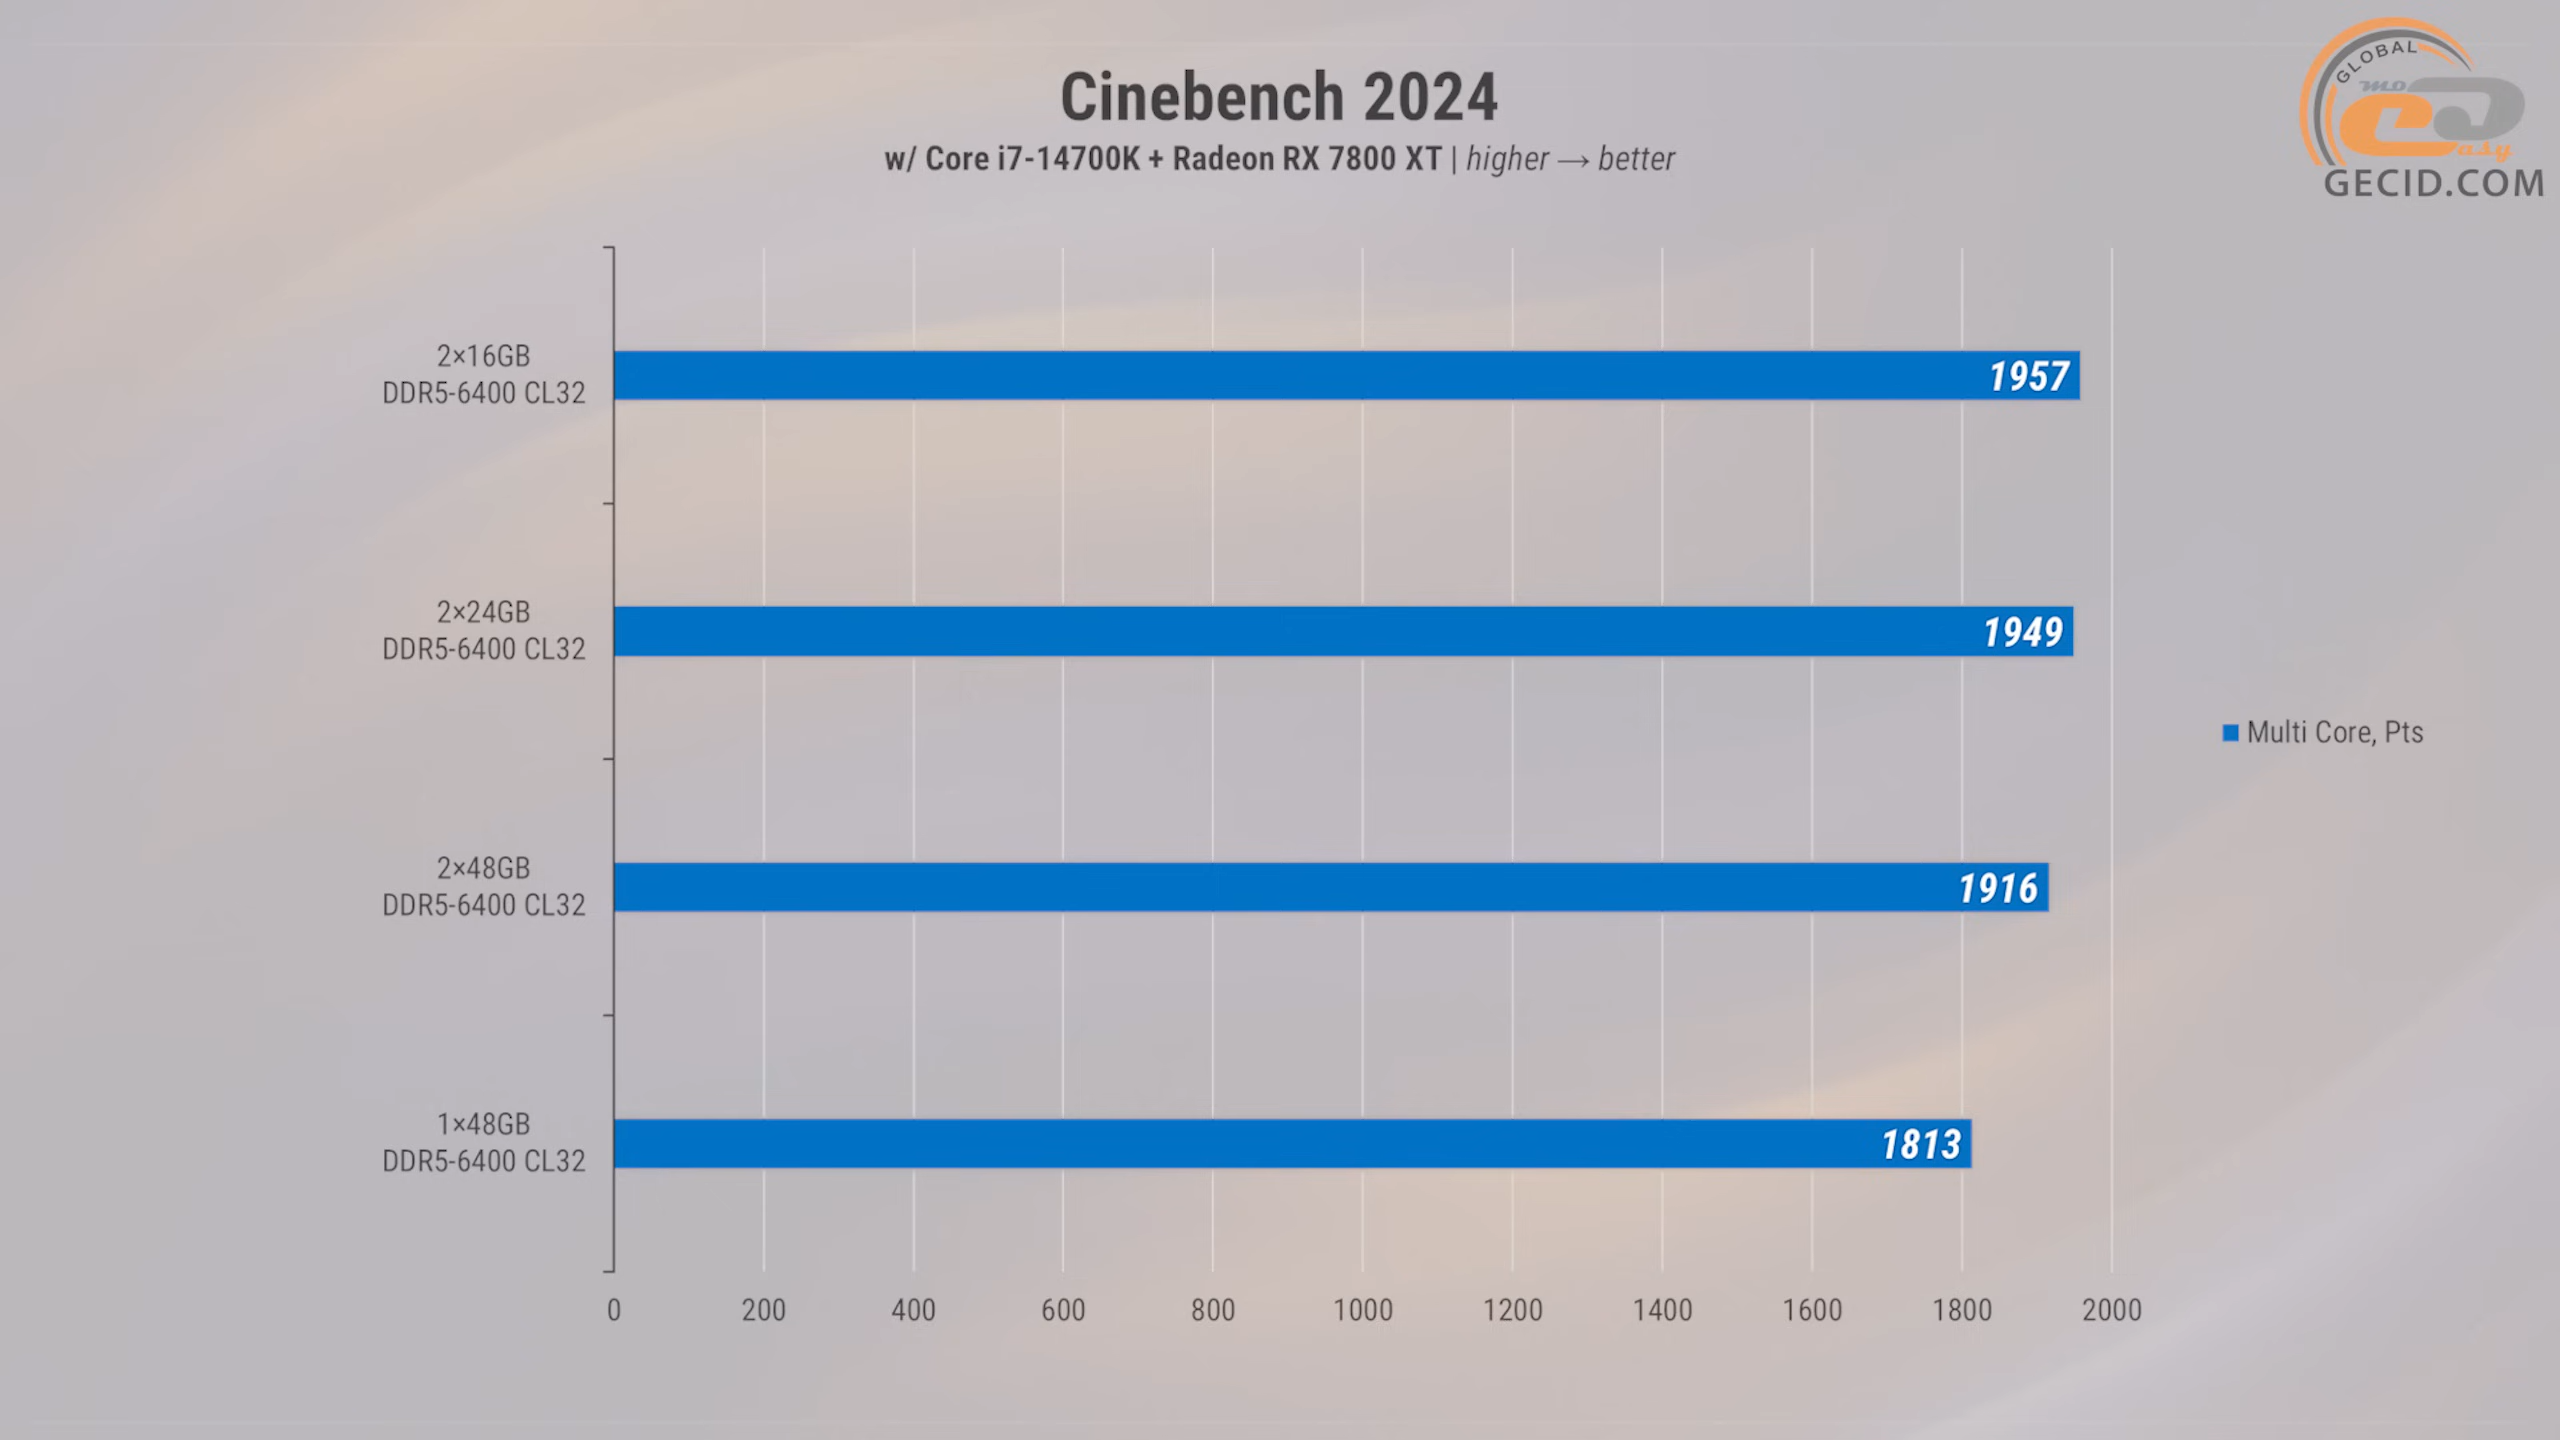 Cinebench 2024
w/ Core i7-14700K + Radeon RX 7800 XT | higher → better
GLOBAL
mo
easy
GECID.COM
2×16GB
DDR5-6400 CL32
1957
2×24GB
DDR5-6400 CL32
1949
2×48GB
DDR5-6400 CL32
1916
1×48GB
DDR5-6400 CL32
1813
Multi Core, Pts
0 200 400 600 800 1000 1200 1400 1600 1800 2000